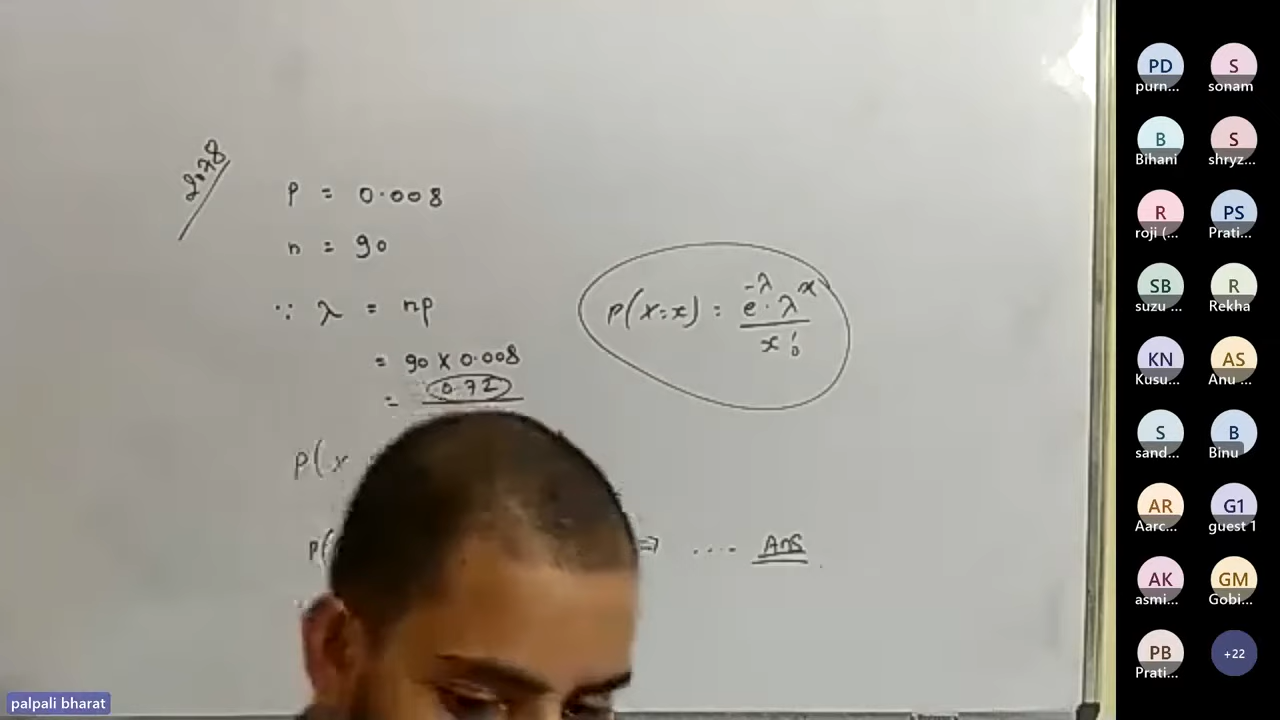 2078
P = 0.008
n = 90
∵ λ = np
= 90 X 0.008
= 0.72
P(X=x) = e^-λ . λ^x / x!
P(x
P( => .... Ans
PD purn...
S sonam
B Bihani
S shryz...
R roji (...
PS Prati...
SB suzu ...
R Rekha
KN Kusu...
AS Anu ...
S sand...
B Binu
AR Aarc...
G1 guest 1
AK asmi...
GM Gobi...
PB Prati...
+22
palpali bharat